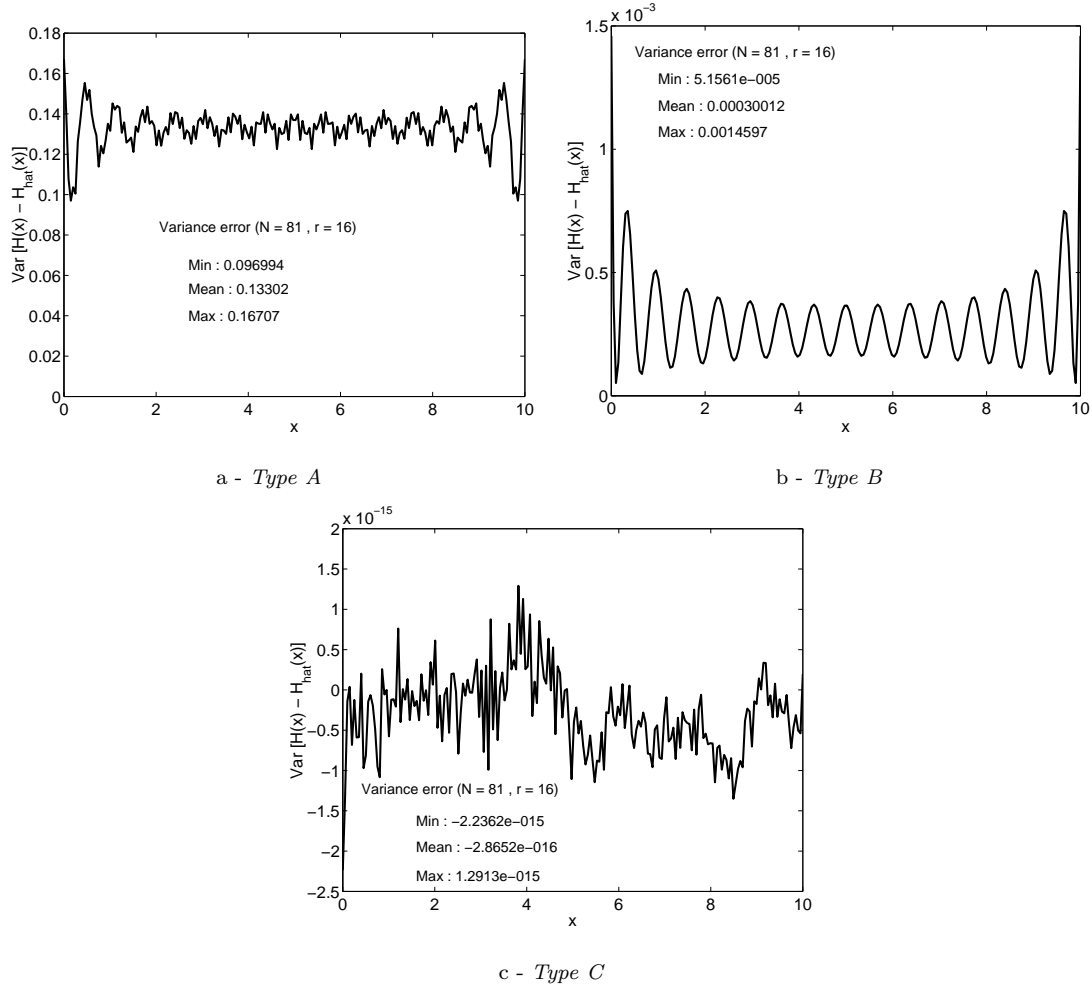 0.18
0.16
0.14
0.12
0.1
0.08
0.06
0.04
0.02
0
Var [H(x) − H_hat(x)]
Variance error (N = 81 , r = 16)
Min : 0.096994
Mean : 0.13302
Max : 0.16707
0 2 4 6 8 10
x
a - Type A
x 10^−3
1.5
1
0.5
0
Var [H(x) − H_hat(x)]
Variance error (N = 81 , r = 16)
Min : 5.1561e−005
Mean : 0.00030012
Max : 0.0014597
0 2 4 6 8 10
x
b - Type B
x 10^−15
2
1.5
1
0.5
0
−0.5
−1
−1.5
−2
−2.5
Var [H(x) − H_hat(x)]
Variance error (N = 81 , r = 16)
Min : −2.2362e−015
Mean : −2.8652e−016
Max : 1.2913e−015
0 2 4 6 8 10
x
c - Type C